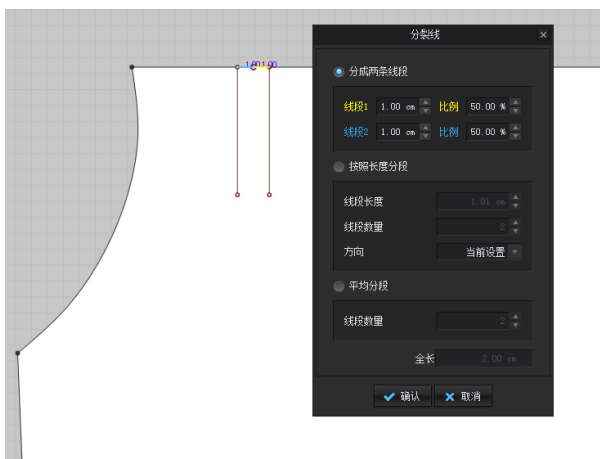 1.00 1.00
分裂线
分成两条线段
线段1 1.00 cm 比例 50.00 %
线段2 1.00 cm 比例 50.00 %
按照长度分段
线段长度 1.01 cm
线段数量 2
方向 当前设置
平均分段
线段数量 2
全长 2.00 cm
确认 取消